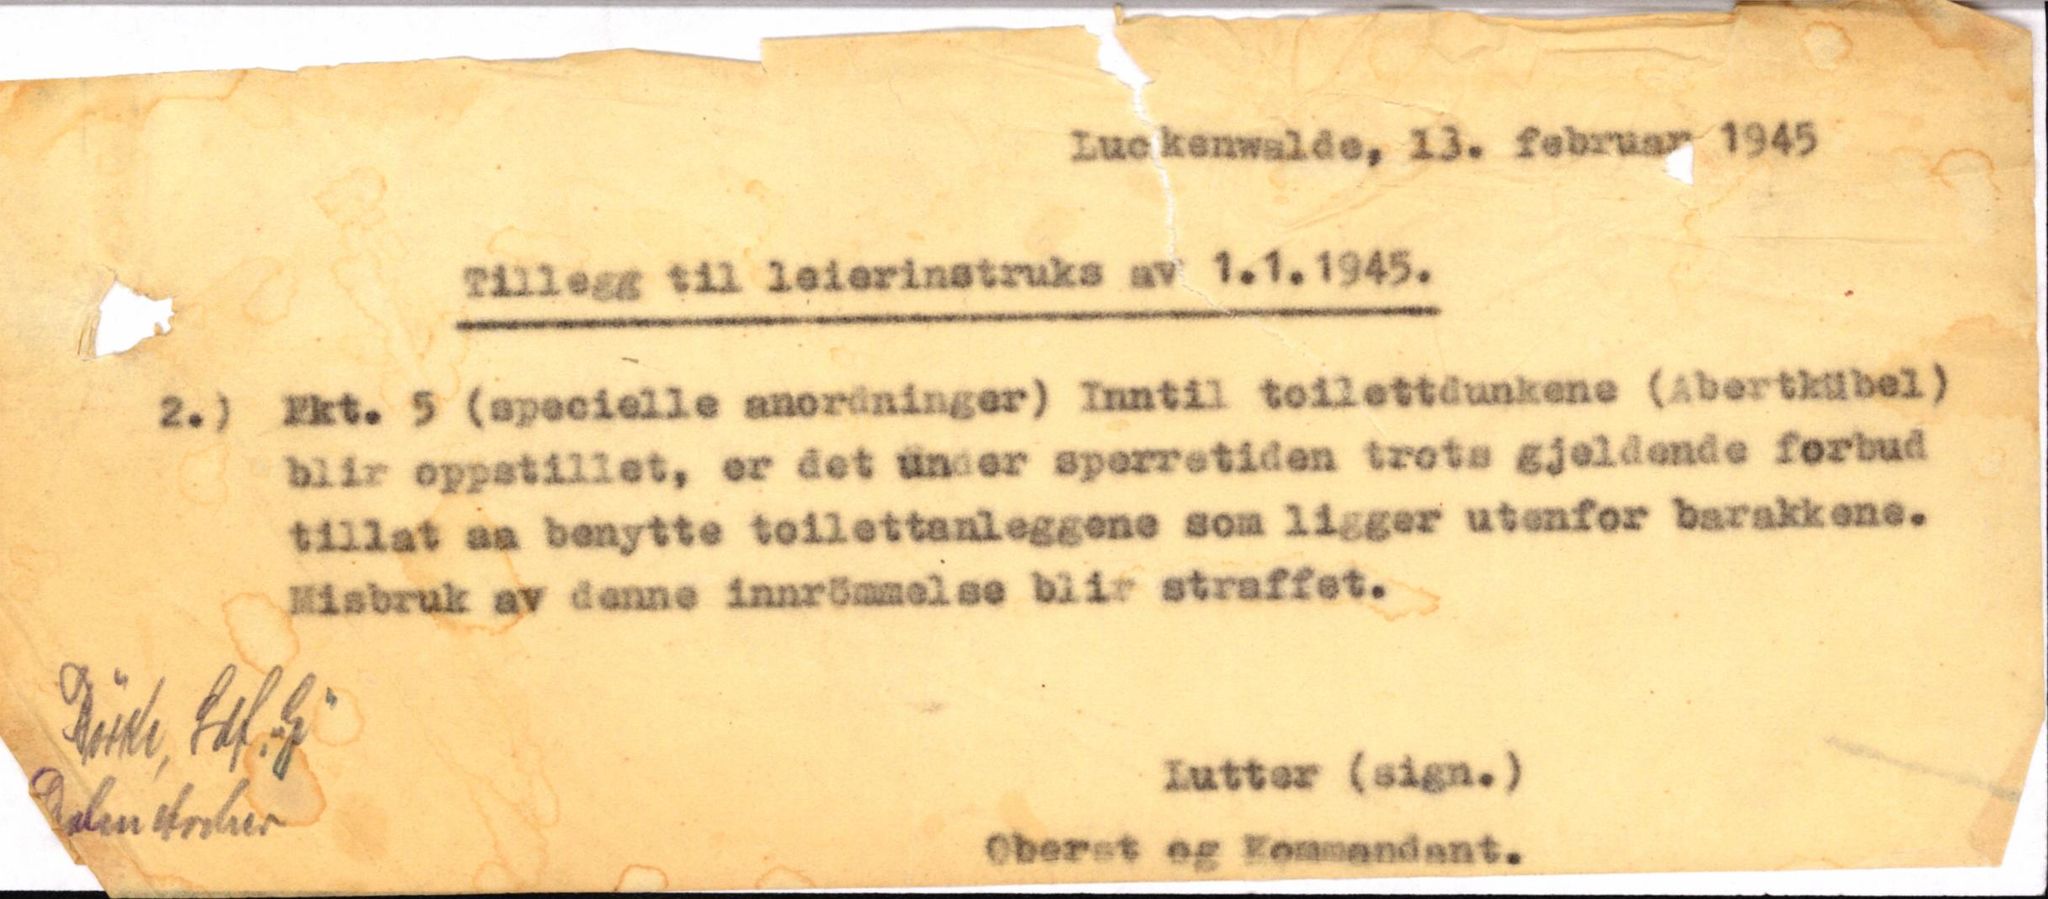 Luckenwalde, 13. februar 1945
Tillegg til leierinstruks av 1.1.1945.
2.) Pkt. 5 (specielle anordninger) Inntil toilettdunkene (Abertkübel)
blir oppstillet, er det under sperretiden trots gjeldende forbud
tillat aa benytte toilettanleggene som ligger utenfor barakkene.
Misbruk av denne innrömmelse blir straffet.
Lutter (sign.)
Oberst og Kommandant.